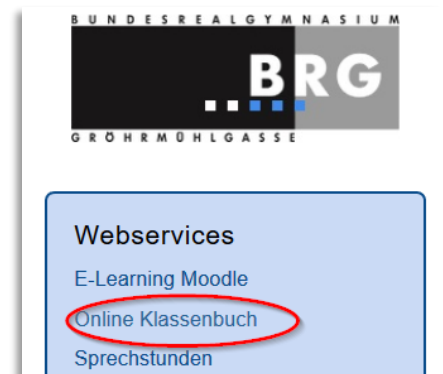 BUNDESREALGYMNASIUM
BRG
GRÖHRMÜHLGASSE
Webservices
E-Learning Moodle
Online Klassenbuch
Sprechstunden